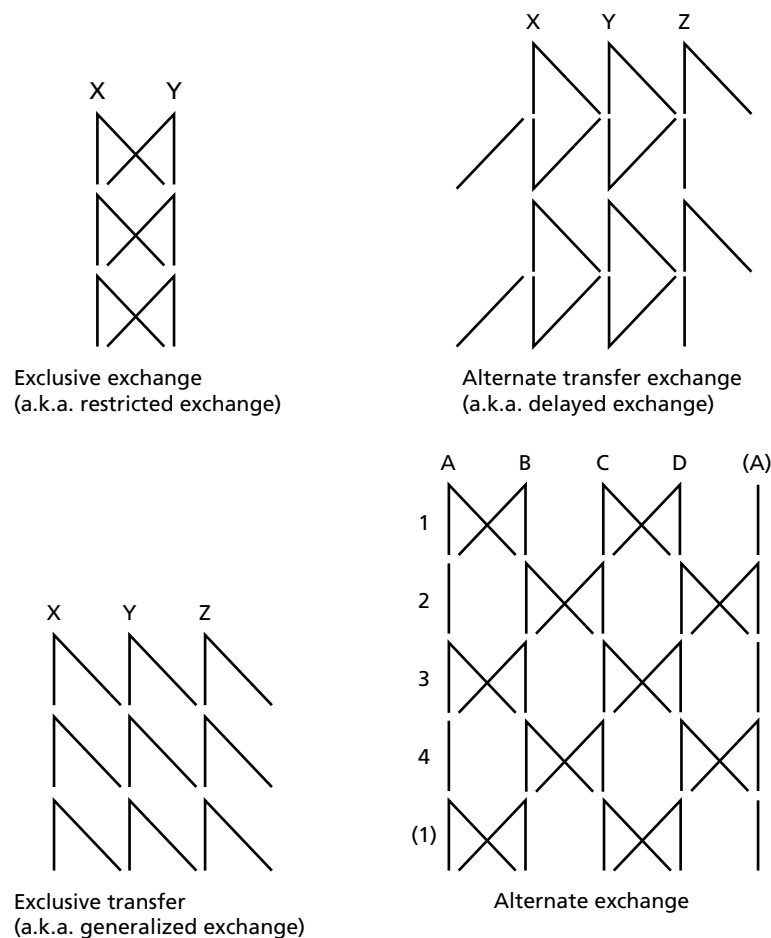 X Y Z
X Y
Exclusive exchange
(a.k.a. restricted exchange)
Alternate transfer exchange
(a.k.a. delayed exchange)
A B C D (A)
1
2
3
4
(1)
X Y Z
Exclusive transfer
(a.k.a. generalized exchange)
Alternate exchange